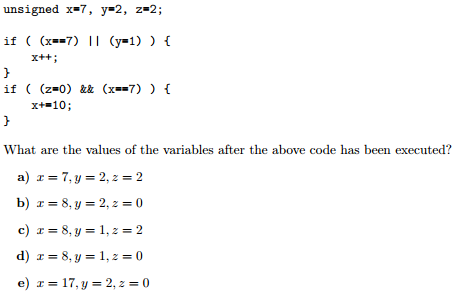 unsigned x=7, y=2, z=2;
if ( (x==7) || (y=1) ) {
x++;
}
if ( (z=0) && (x==7) ) {
x+=10;
}
What are the values of the variables after the above code has been executed?
a) x = 7, y = 2, z = 2
b) x = 8, y = 2, z = 0
c) x = 8, y = 1, z = 2
d) x = 8, y = 1, z = 0
e) x = 17, y = 2, z = 0